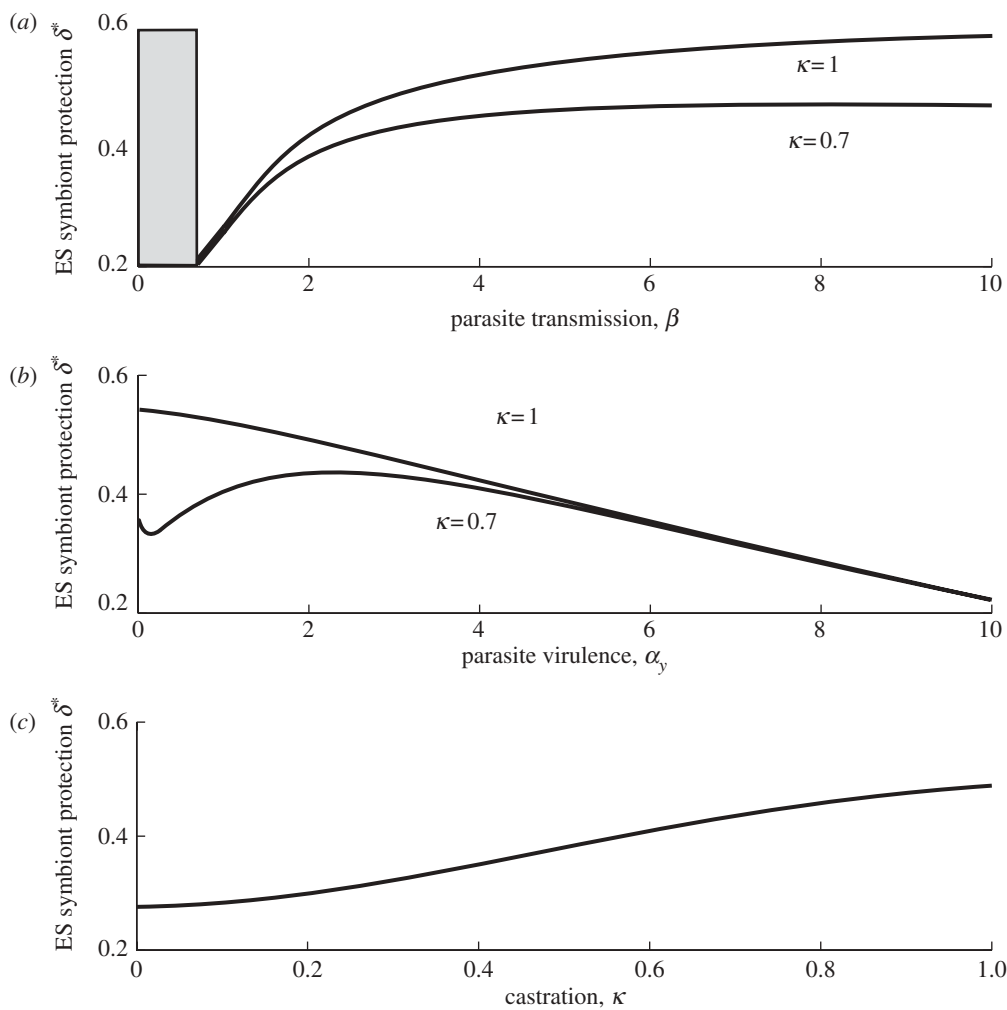 (a)
ES symbiont protection δ*
0.6
0.4
0.2
κ=1
κ=0.7
0 2 4 6 8 10
parasite transmission, β
(b)
ES symbiont protection δ*
0.6
0.4
0.2
κ=1
κ=0.7
0 2 4 6 8 10
parasite virulence, αy
(c)
ES symbiont protection δ*
0.6
0.4
0.2
0 0.2 0.4 0.6 0.8 1.0
castration, κ